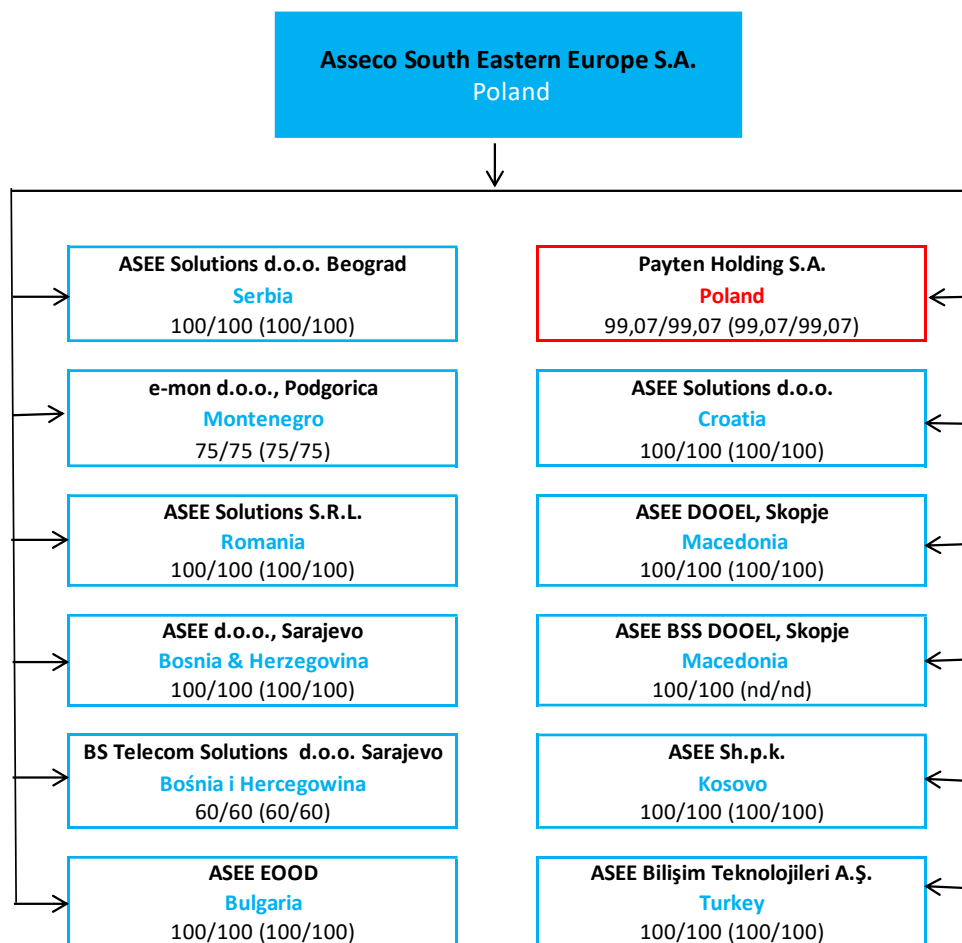 Asseco South Eastern Europe S.A.
Poland
ASEE Solutions d.o.o. Beograd
Serbia
100/100 (100/100)
Payten Holding S.A.
Poland
99,07/99,07 (99,07/99,07)
e-mon d.o.o., Podgorica
Montenegro
75/75 (75/75)
ASEE Solutions d.o.o.
Croatia
100/100 (100/100)
ASEE Solutions S.R.L.
Romania
100/100 (100/100)
ASEE DOOEL, Skopje
Macedonia
100/100 (100/100)
ASEE d.o.o., Sarajevo
Bosnia & Herzegovina
100/100 (100/100)
ASEE BSS DOOEL, Skopje
Macedonia
100/100 (nd/nd)
BS Telecom Solutions  d.o.o. Sarajevo
Bośnia i Hercegowina
60/60 (60/60)
ASEE Sh.p.k.
Kosovo
100/100 (100/100)
ASEE EOOD
Bulgaria
100/100 (100/100)
ASEE Bilişim Teknolojileri A.Ş.
Turkey
100/100 (100/100)